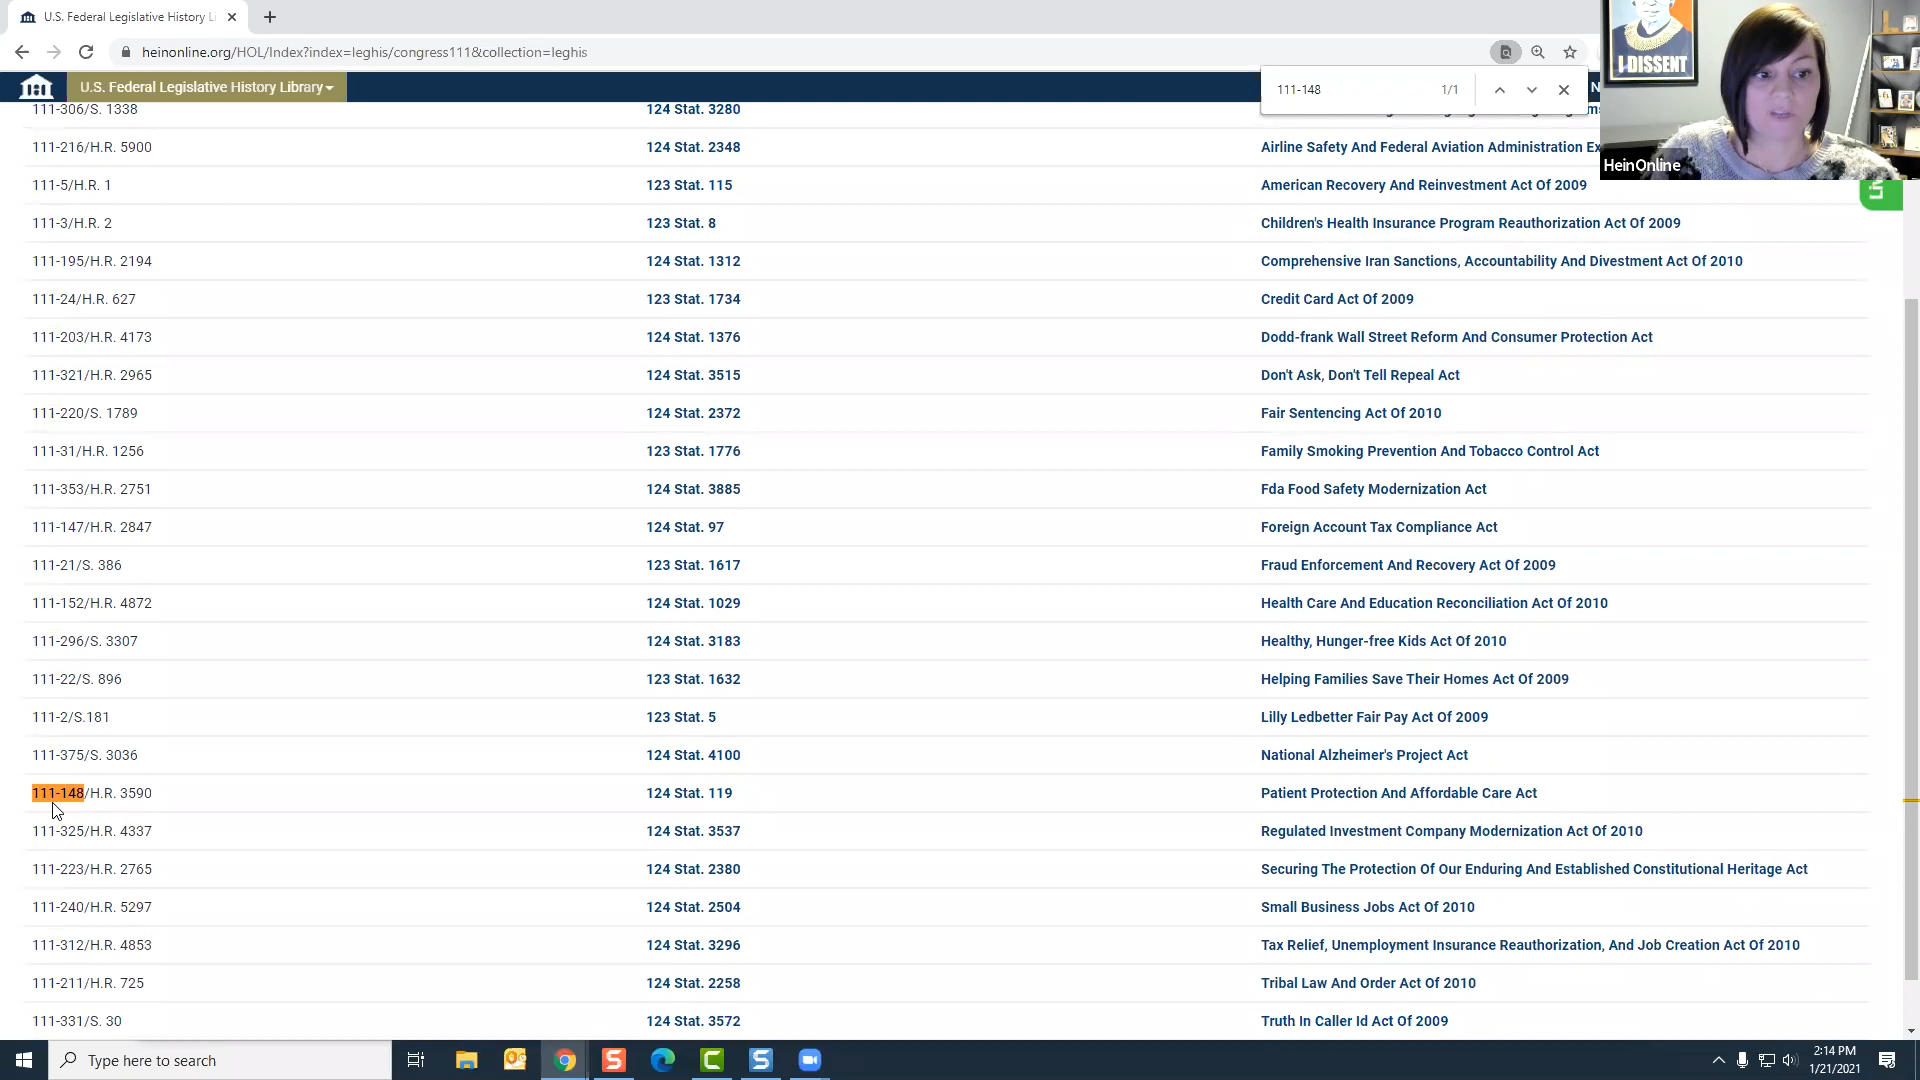 U.S. Federal Legislative History Li
heinonline.org/HOL/Index?index=leghis/congress111&collection=leghis
U.S. Federal Legislative History Library
111-148 1/1
I DISSENT
HeinOnline
111-306/S. 1338 124 Stat. 3280
111-216/H.R. 5900 124 Stat. 2348 Airline Safety And Federal Aviation Administration Ex
111-5/H.R. 1 123 Stat. 115 American Recovery And Reinvestment Act Of 2009
111-3/H.R. 2 123 Stat. 8 Children's Health Insurance Program Reauthorization Act Of 2009
111-195/H.R. 2194 124 Stat. 1312 Comprehensive Iran Sanctions, Accountability And Divestment Act Of 2010
111-24/H.R. 627 123 Stat. 1734 Credit Card Act Of 2009
111-203/H.R. 4173 124 Stat. 1376 Dodd-frank Wall Street Reform And Consumer Protection Act
111-321/H.R. 2965 124 Stat. 3515 Don't Ask, Don't Tell Repeal Act
111-220/S. 1789 124 Stat. 2372 Fair Sentencing Act Of 2010
111-31/H.R. 1256 123 Stat. 1776 Family Smoking Prevention And Tobacco Control Act
111-353/H.R. 2751 124 Stat. 3885 Fda Food Safety Modernization Act
111-147/H.R. 2847 124 Stat. 97 Foreign Account Tax Compliance Act
111-21/S. 386 123 Stat. 1617 Fraud Enforcement And Recovery Act Of 2009
111-152/H.R. 4872 124 Stat. 1029 Health Care And Education Reconciliation Act Of 2010
111-296/S. 3307 124 Stat. 3183 Healthy, Hunger-free Kids Act Of 2010
111-22/S. 896 123 Stat. 1632 Helping Families Save Their Homes Act Of 2009
111-2/S.181 123 Stat. 5 Lilly Ledbetter Fair Pay Act Of 2009
111-375/S. 3036 124 Stat. 4100 National Alzheimer's Project Act
111-148/H.R. 3590 124 Stat. 119 Patient Protection And Affordable Care Act
111-325/H.R. 4337 124 Stat. 3537 Regulated Investment Company Modernization Act Of 2010
111-223/H.R. 2765 124 Stat. 2380 Securing The Protection Of Our Enduring And Established Constitutional Heritage Act
111-240/H.R. 5297 124 Stat. 2504 Small Business Jobs Act Of 2010
111-312/H.R. 4853 124 Stat. 3296 Tax Relief, Unemployment Insurance Reauthorization, And Job Creation Act Of 2010
111-211/H.R. 725 124 Stat. 2258 Tribal Law And Order Act Of 2010
111-331/S. 30 124 Stat. 3572 Truth In Caller Id Act Of 2009
Type here to search
2:14 PM
1/21/2021